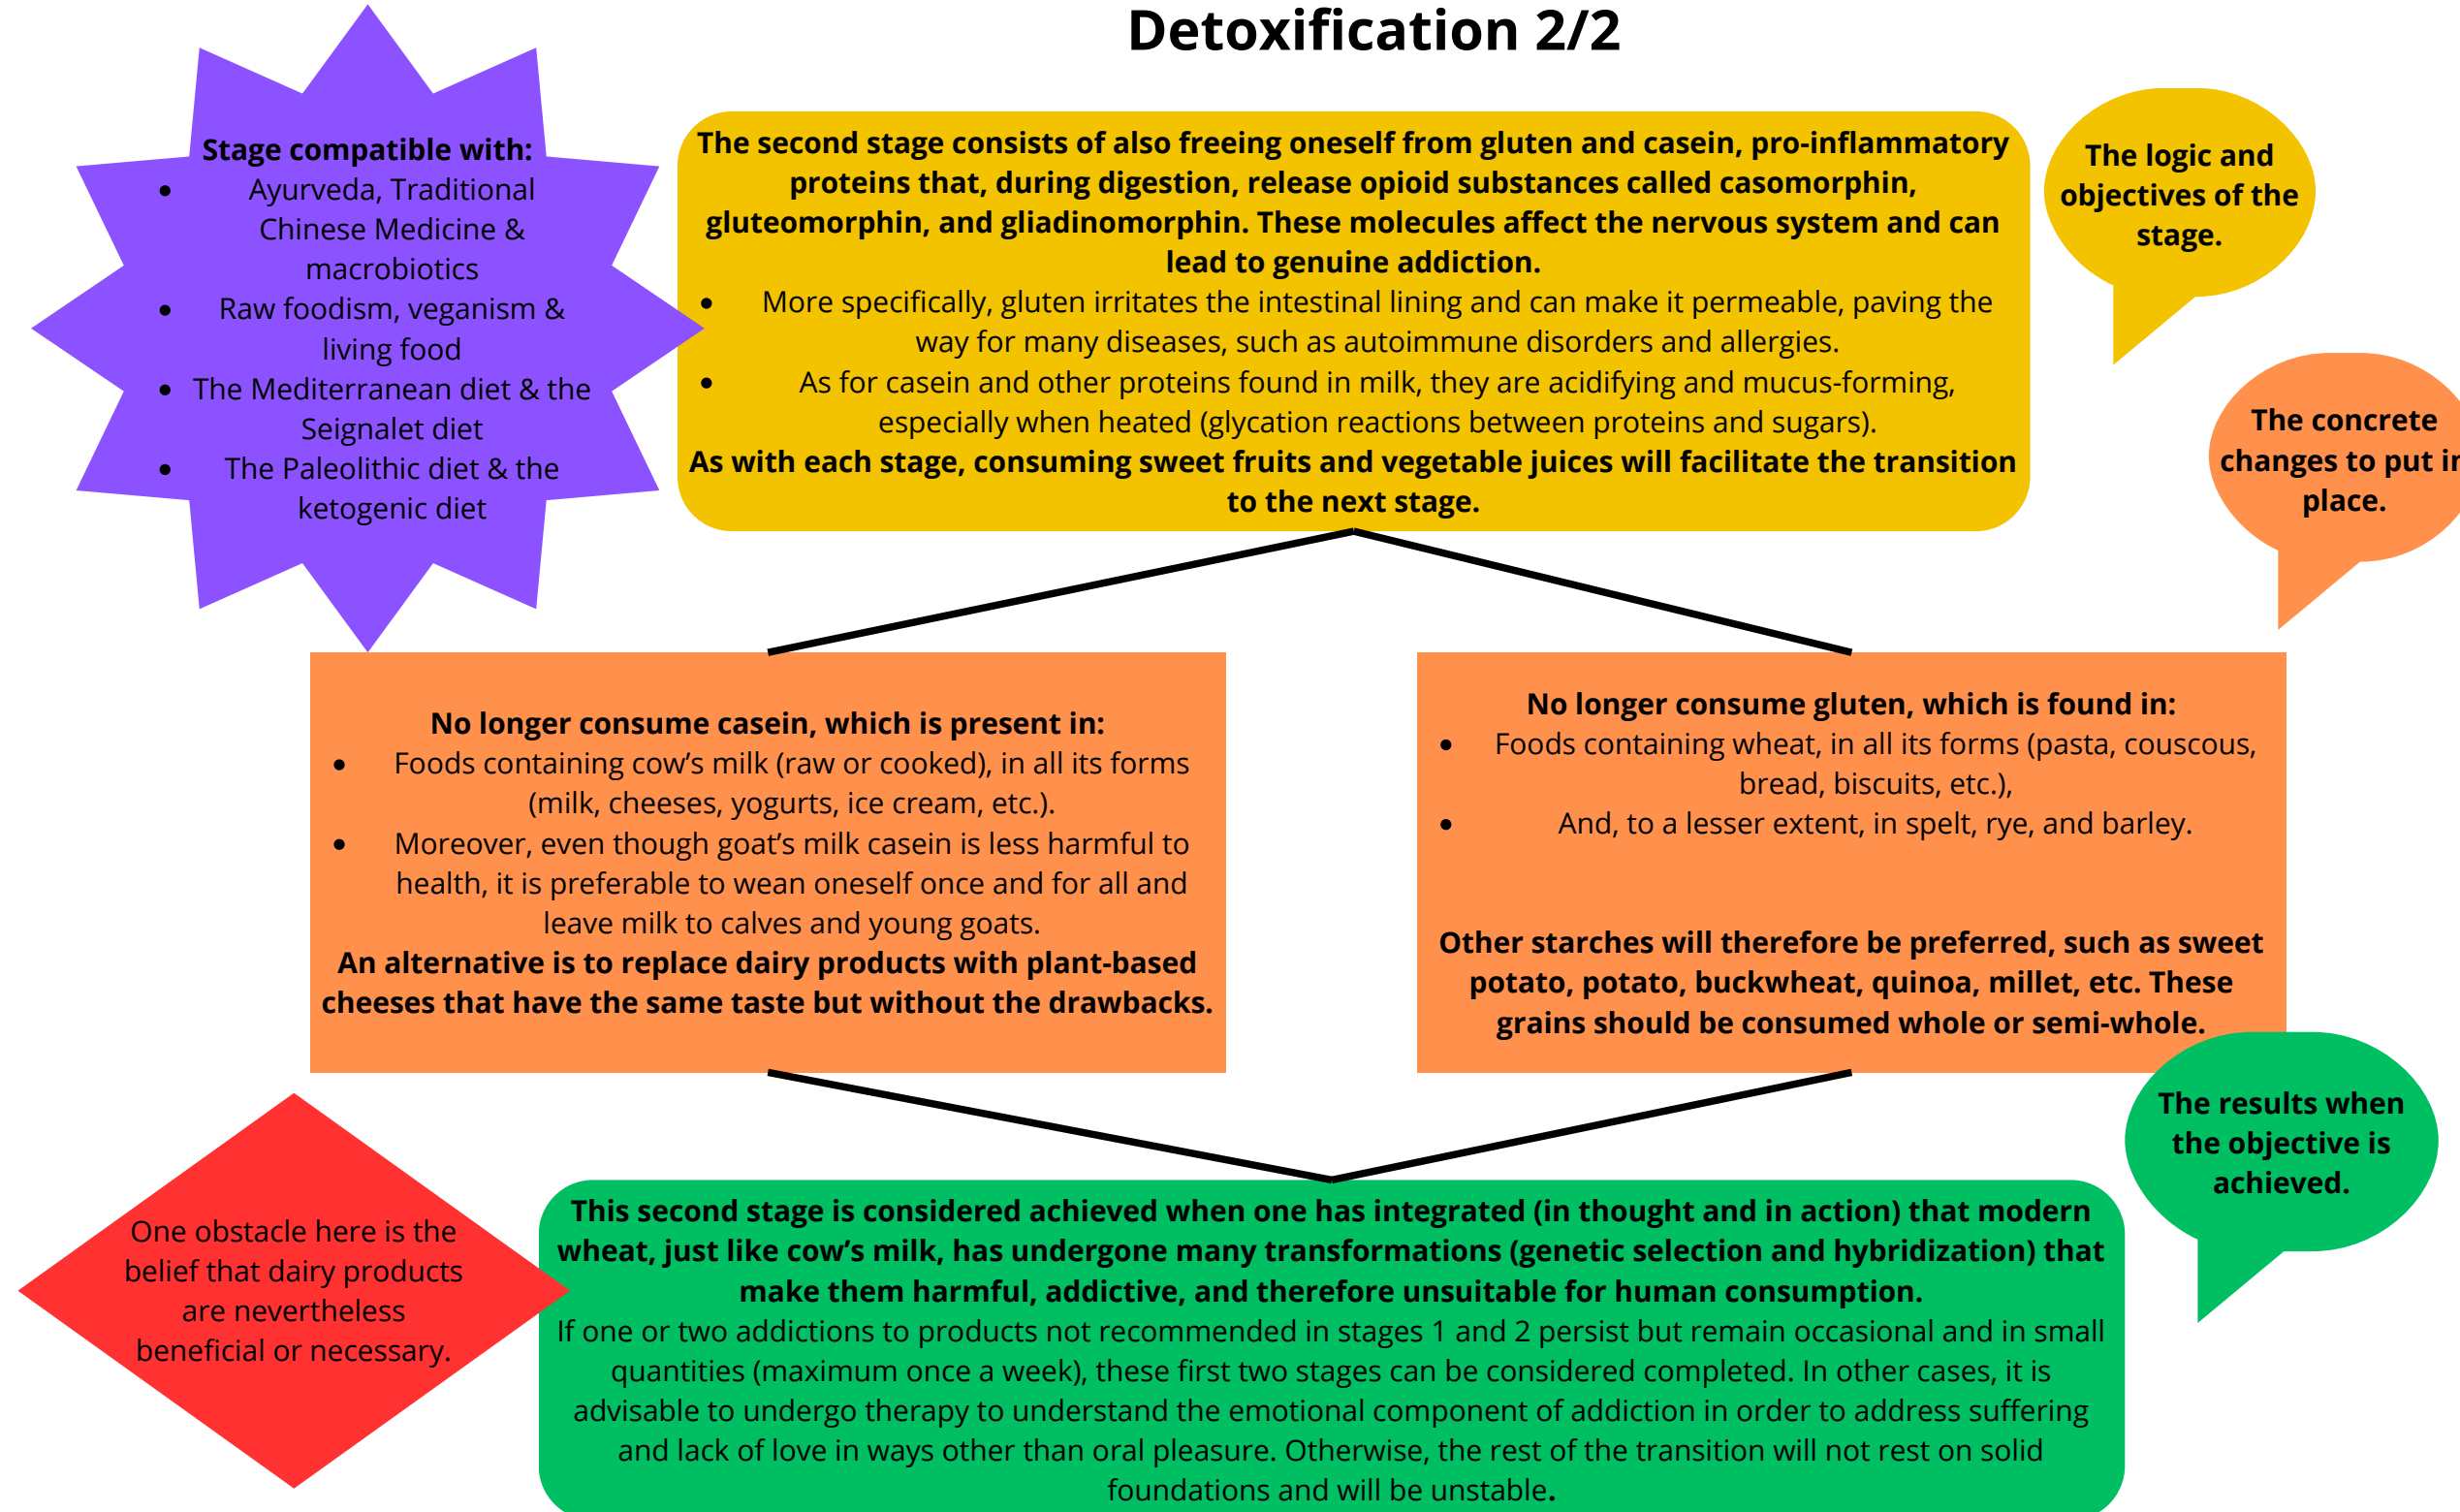 Detoxification 2/2
Stage compatible with:
• Ayurveda, Traditional
Chinese Medicine &
macrobiotics
• Raw foodism, veganism &
living food
• The Mediterranean diet & the
Seignalet diet
• The Paleolithic diet & the
ketogenic diet
The second stage consists of also freeing oneself from gluten and casein, pro-inflammatory
proteins that, during digestion, release opioid substances called casomorphin,
gluteomorphin, and gliadinomorphin. These molecules affect the nervous system and can
lead to genuine addiction.
• More specifically, gluten irritates the intestinal lining and can make it permeable, paving the
way for many diseases, such as autoimmune disorders and allergies.
• As for casein and other proteins found in milk, they are acidifying and mucus-forming,
especially when heated (glycation reactions between proteins and sugars).
As with each stage, consuming sweet fruits and vegetable juices will facilitate the transition
to the next stage.
The logic and
objectives of the
stage.
The concrete
changes to put in
place.
No longer consume casein, which is present in:
• Foods containing cow’s milk (raw or cooked), in all its forms
(milk, cheeses, yogurts, ice cream, etc.).
• Moreover, even though goat’s milk casein is less harmful to
health, it is preferable to wean oneself once and for all and
leave milk to calves and young goats.
An alternative is to replace dairy products with plant-based
cheeses that have the same taste but without the drawbacks.
No longer consume gluten, which is found in:
• Foods containing wheat, in all its forms (pasta, couscous,
bread, biscuits, etc.),
• And, to a lesser extent, in spelt, rye, and barley.
Other starches will therefore be preferred, such as sweet
potato, potato, buckwheat, quinoa, millet, etc. These
grains should be consumed whole or semi-whole.
The results when
the objective is
achieved.
One obstacle here is the
belief that dairy products
are nevertheless
beneficial or necessary.
This second stage is considered achieved when one has integrated (in thought and in action) that modern
wheat, just like cow’s milk, has undergone many transformations (genetic selection and hybridization) that
make them harmful, addictive, and therefore unsuitable for human consumption.
If one or two addictions to products not recommended in stages 1 and 2 persist but remain occasional and in small
quantities (maximum once a week), these first two stages can be considered completed. In other cases, it is
advisable to undergo therapy to understand the emotional component of addiction in order to address suffering
and lack of love in ways other than oral pleasure. Otherwise, the rest of the transition will not rest on solid
foundations and will be unstable.